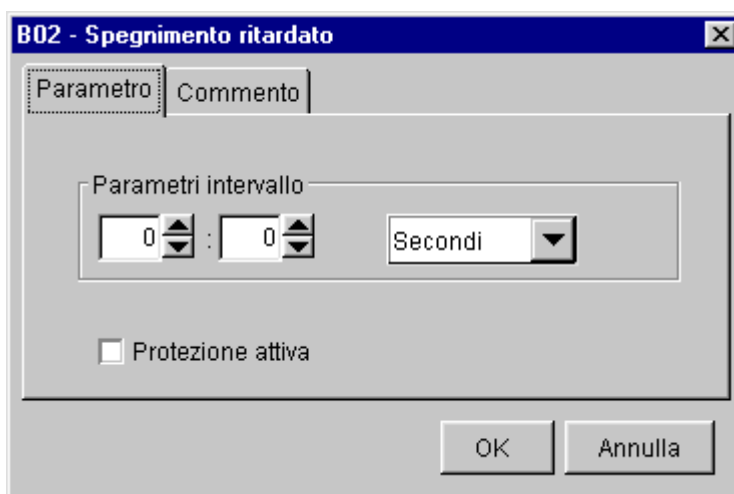 B02 - Spegnimento ritardato
Parametro Commento
Parametri intervallo
0 : 0 Secondi
Protezione attiva
OK Annulla